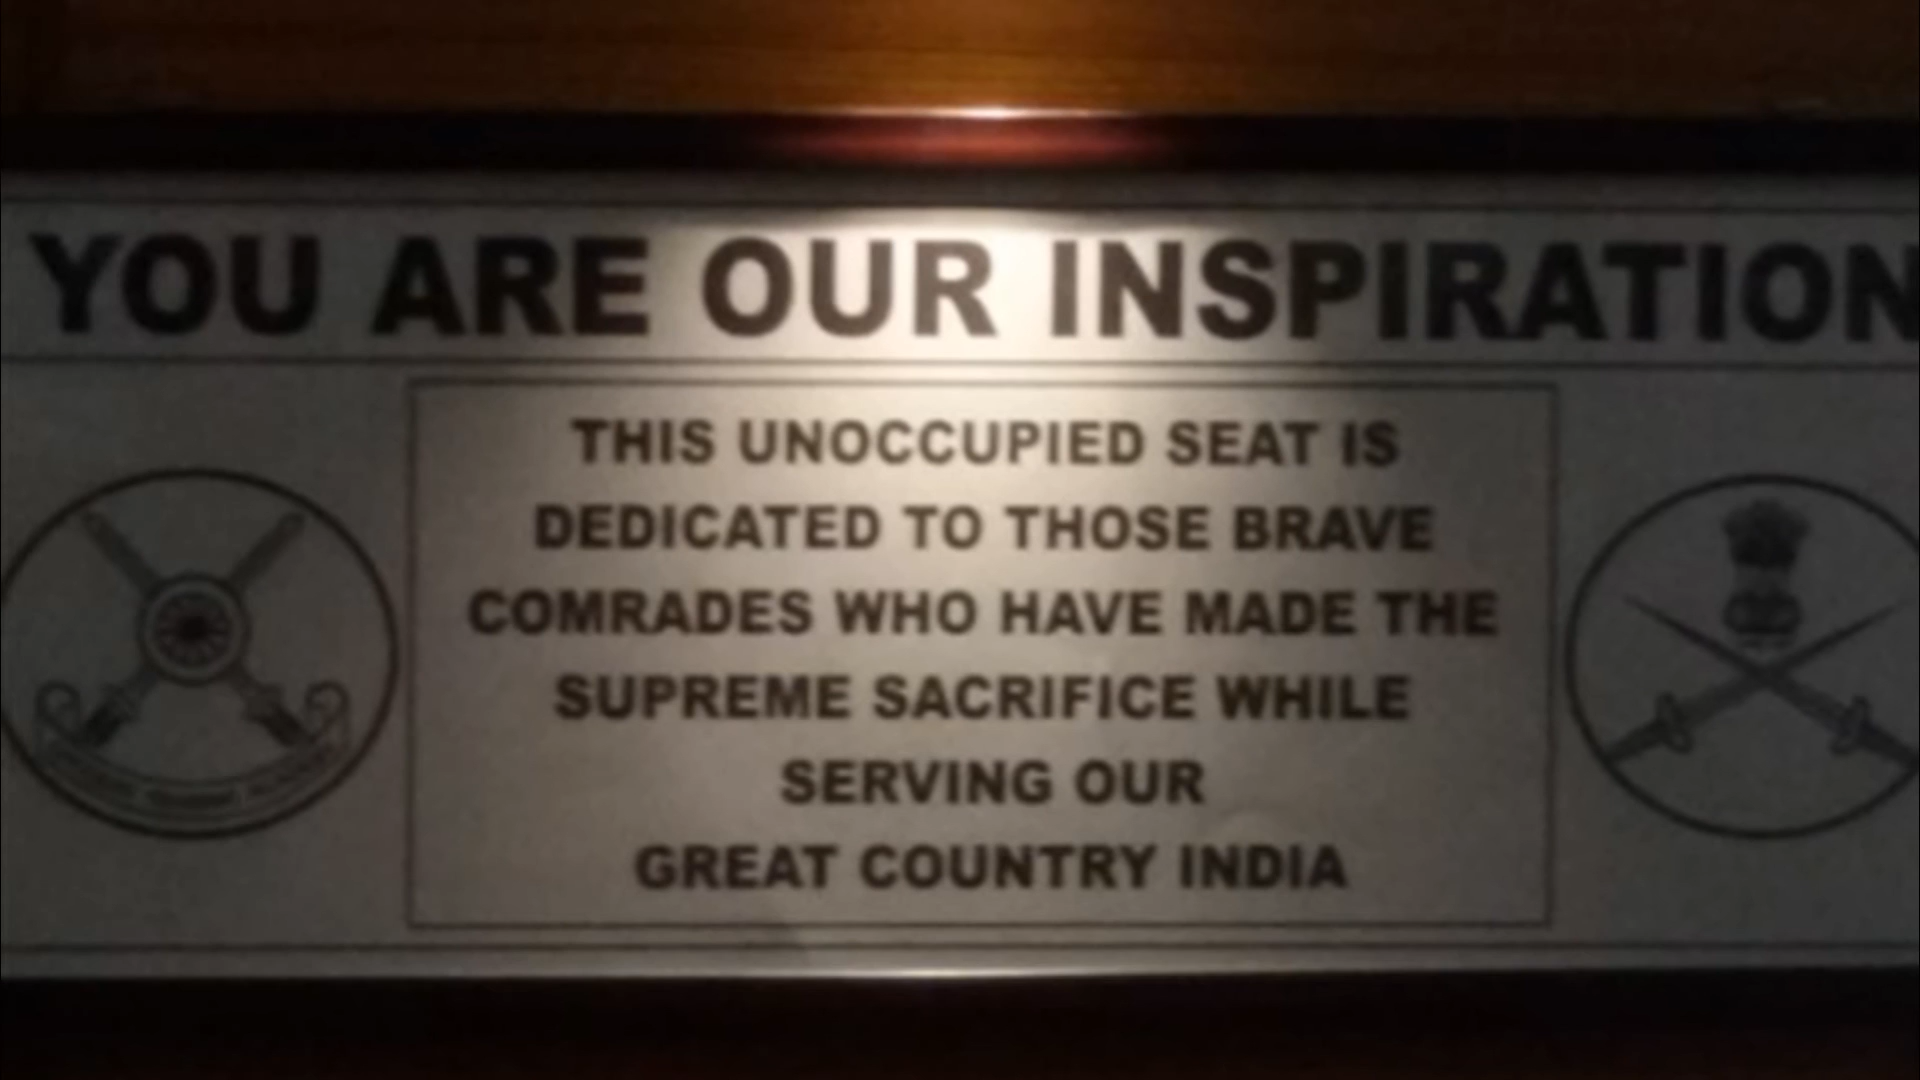 YOU ARE OUR INSPIRATION
THIS UNOCCUPIED SEAT IS
DEDICATED TO THOSE BRAVE
COMRADES WHO HAVE MADE THE
SUPREME SACRIFICE WHILE
SERVING OUR
GREAT COUNTRY INDIA